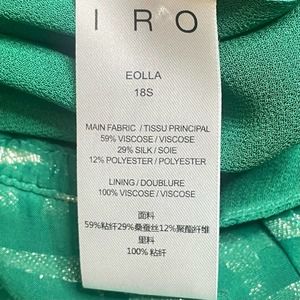 IRO
EOLLA
18S
MAIN FABRIC / TISSU PRINCIPAL
59% VISCOSE / VISCOSE
29% SILK / SOIE
12% POLYESTER / POLYESTER
LINING / DOUBLURE
100% VISCOSE / VISCOSE
面料
59%粘纤29%桑蚕丝12%聚酯纤维
里料
100%粘纤